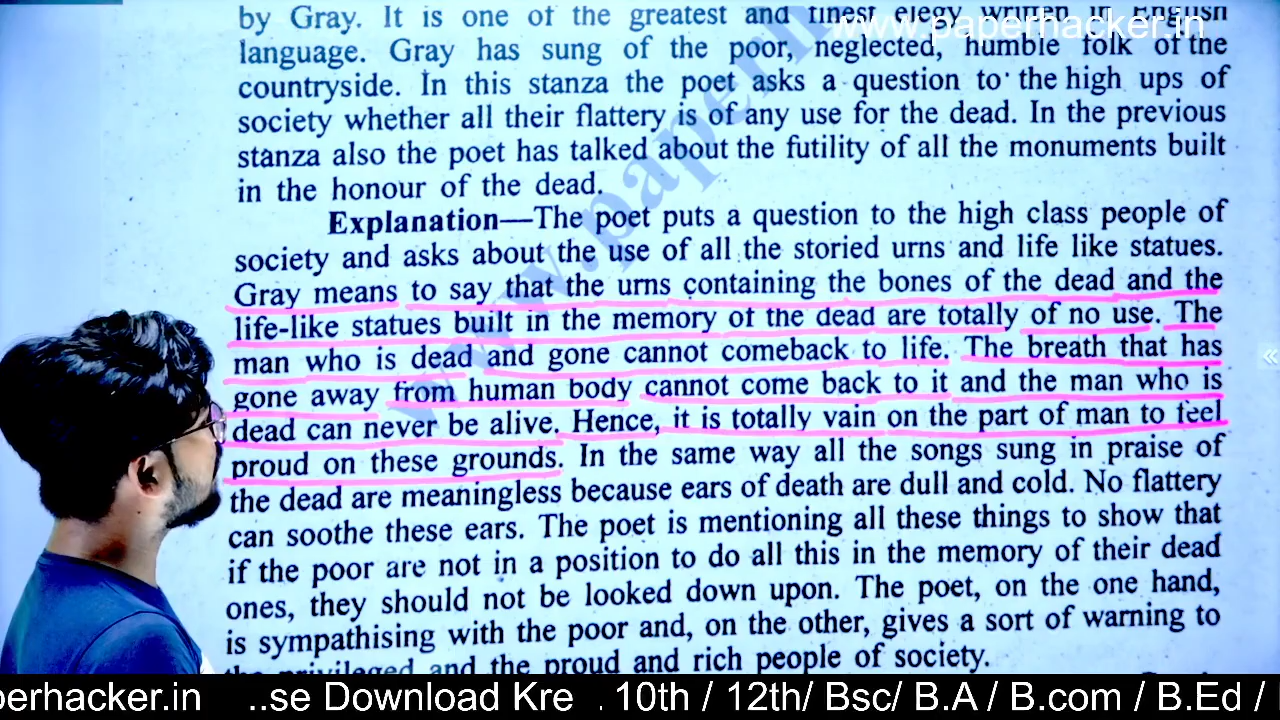 by Gray. It is one of the greatest and finest elegy written in English
www.paperhacker.in
language. Gray has sung of the poor, neglected, humble folk of the
countryside. In this stanza the poet asks a question to the high ups of
society whether all their flattery is of any use for the dead. In the previous
stanza also the poet has talked about the futility of all the monuments built
in the honour of the dead.
Explanation—The poet puts a question to the high class people of
society and asks about the use of all the storied urns and life like statues.
Gray means to say that the urns containing the bones of the dead and the
life-like statues built in the memory of the dead are totally of no use. The
man who is dead and gone cannot comeback to life. The breath that has
gone away from human body cannot come back to it and the man who is
dead can never be alive. Hence, it is totally vain on the part of man to feel
proud on these grounds. In the same way all the songs sung in praise of
the dead are meaningless because ears of death are dull and cold. No flattery
can soothe these ears. The poet is mentioning all these things to show that
if the poor are not in a position to do all this in the memory of their dead
ones, they should not be looked down upon. The poet, on the one hand,
is sympathising with the poor and, on the other, gives a sort of warning to
the privileged and the proud and rich people of society.
perhacker.in ..se Download Kre . 10th / 12th/ Bsc/ B.A / B.com / B.Ed /